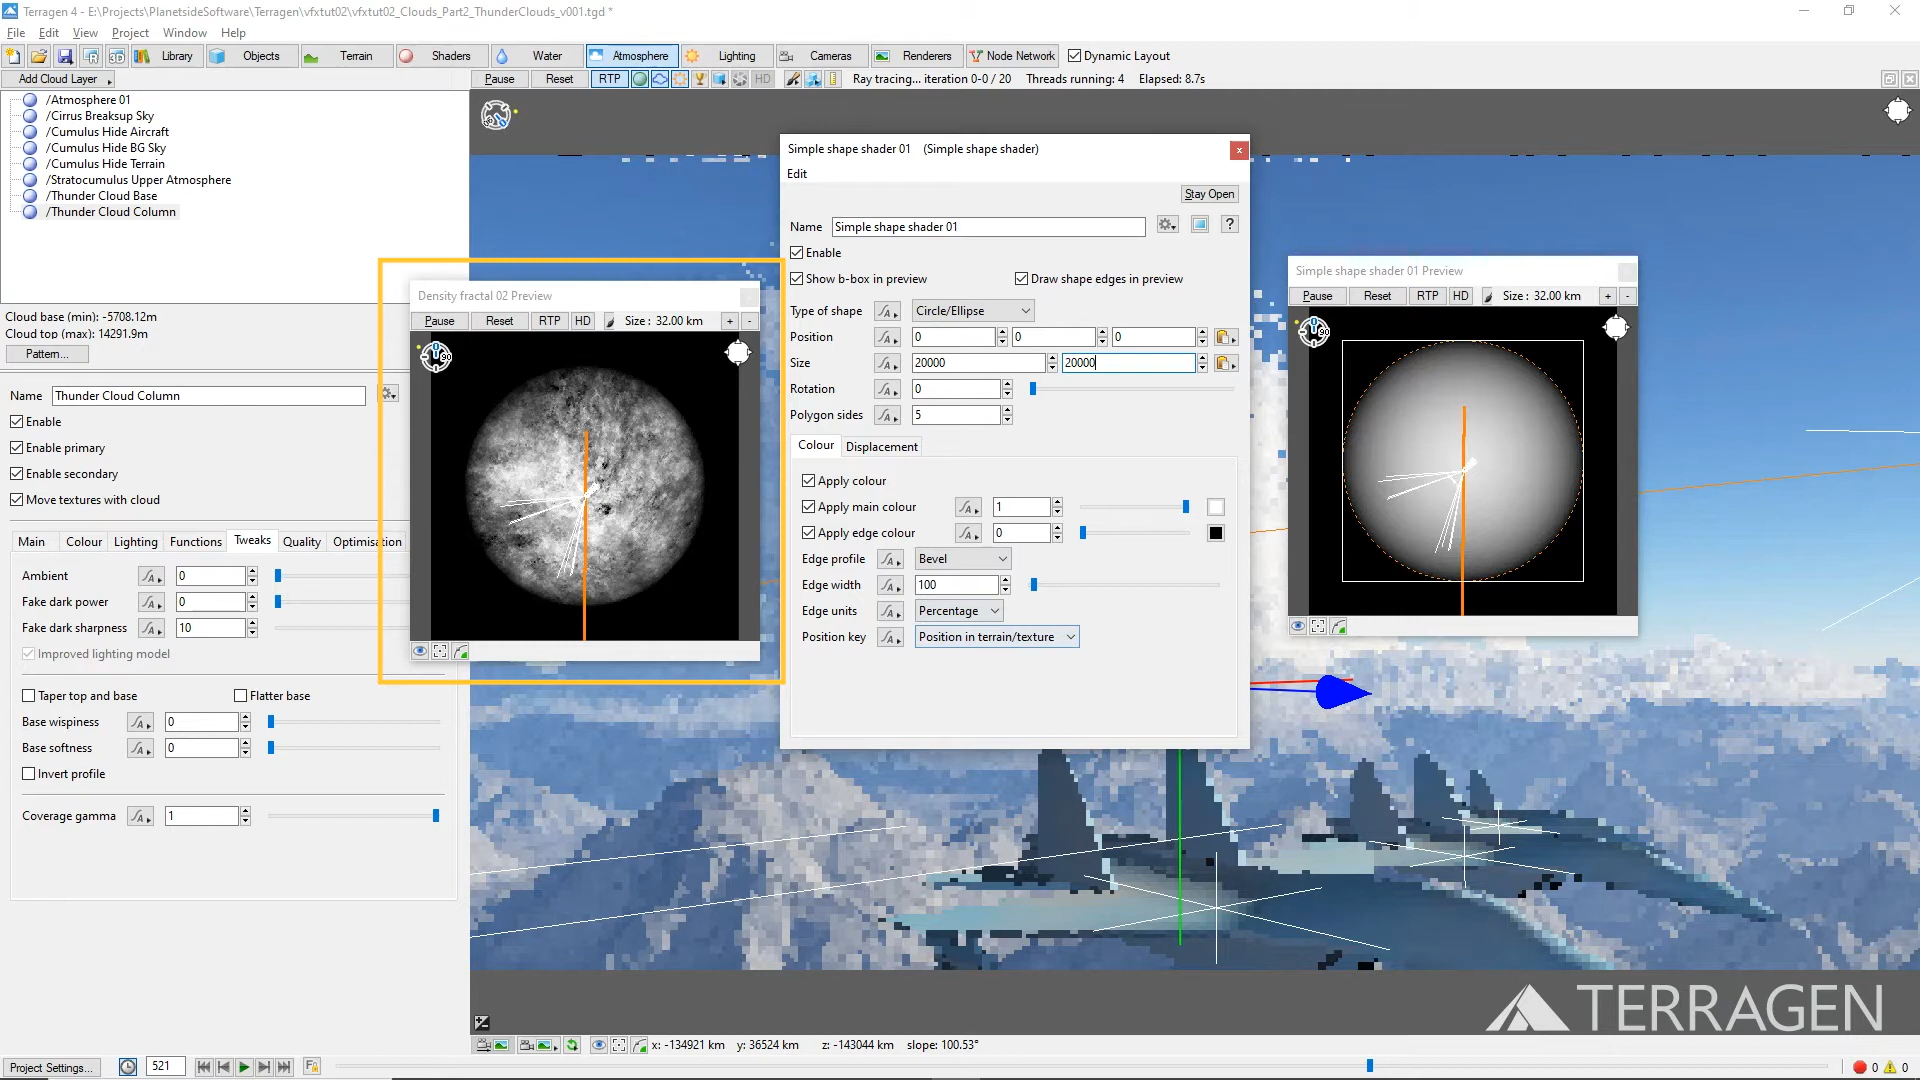 Terragen 4 - E:\Projects\PlanetsideSoftware\Terragen\vfxtut02\vfxtut02_Clouds_Part2_ThunderClouds_v001.tgd *
File Edit View Project Window Help
Library Objects Terrain Shaders Water Atmosphere Lighting Cameras Renderers Node Network Dynamic Layout
Add Cloud Layer Pause Reset RTP HD Ray tracing... iteration 0-0 / 20 Threads running: 4 Elapsed: 8.7s
/Atmosphere 01
/Cirrus Breaksup Sky
/Cumulus Hide Aircraft
/Cumulus Hide BG Sky
/Cumulus Hide Terrain
/Stratocumulus Upper Atmosphere
/Thunder Cloud Base
/Thunder Cloud Column
Cloud base (min): -5708.12m
Cloud top (max): 14291.9m
Pattern...
Name Thunder Cloud Column
Enable
Enable primary
Enable secondary
Move textures with cloud
Main Colour Lighting Functions Tweaks Quality Optimisation
Ambient 0
Fake dark power 0
Fake dark sharpness 10
Improved lighting model
Taper top and base Flatter base
Base wispiness 0
Base softness 0
Invert profile
Coverage gamma 1
Density fractal 02 Preview
Pause Reset RTP HD Size : 32.00 km + -
90
Simple shape shader 01 (Simple shape shader) x
Edit
Stay Open
Name Simple shape shader 01 ?
Enable
Show b-box in preview Draw shape edges in preview
Type of shape Circle/Ellipse
Position 0 0 0
Size 20000 20000
Rotation 0
Polygon sides 5
Colour Displacement
Apply colour
Apply main colour 1
Apply edge colour 0
Edge profile Bevel
Edge width 100
Edge units Percentage
Position key Position in terrain/texture
Simple shape shader 01 Preview
Pause Reset RTP HD Size : 32.00 km + -
90
TERRAGEN
x: -134921 km y: 36524 km z: -143044 km slope: 100.53°
Project Settings... 521 0 0